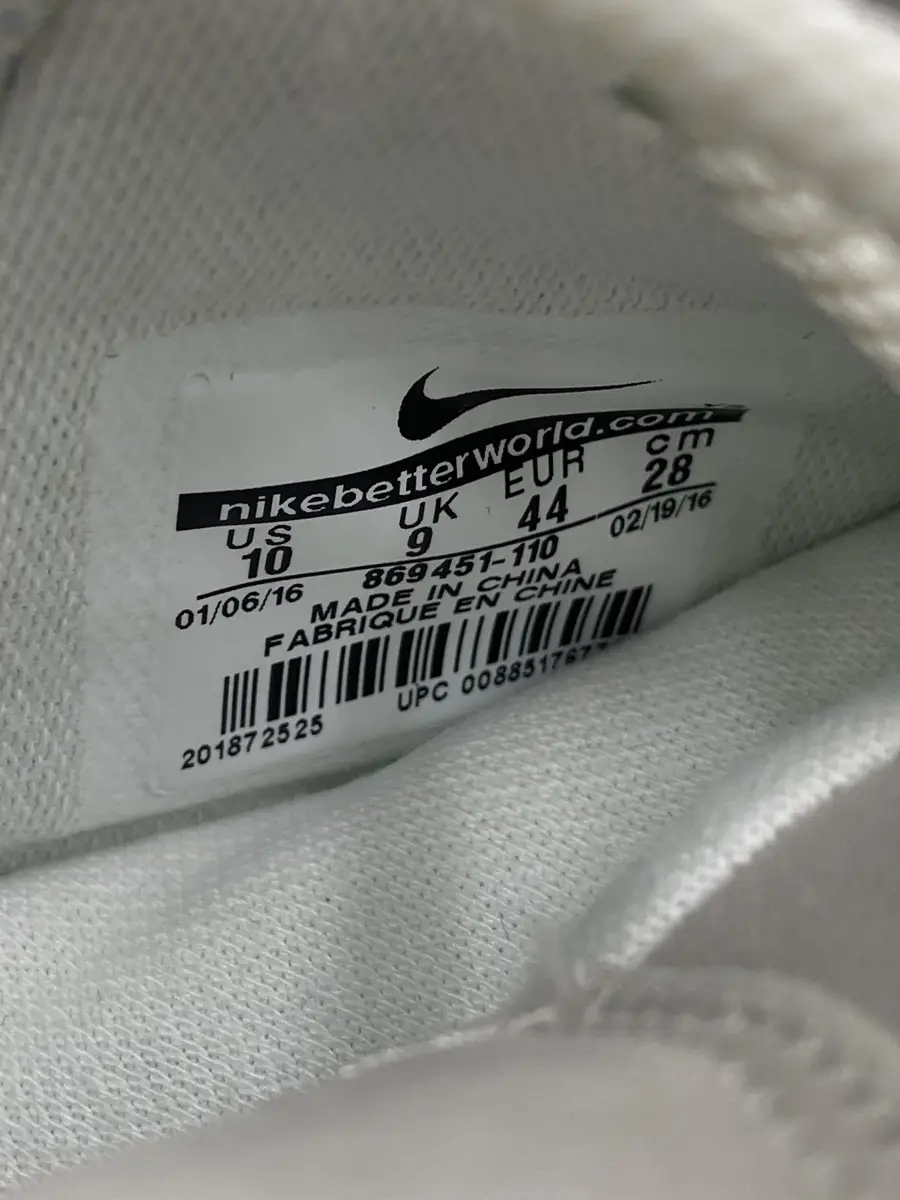 nikebetterworld.com
US UK EUR cm
10 9 44 28
01/06/16 869451-110 02/19/16
MADE IN CHINA
FABRIQUE EN CHINE
201872525 UPC